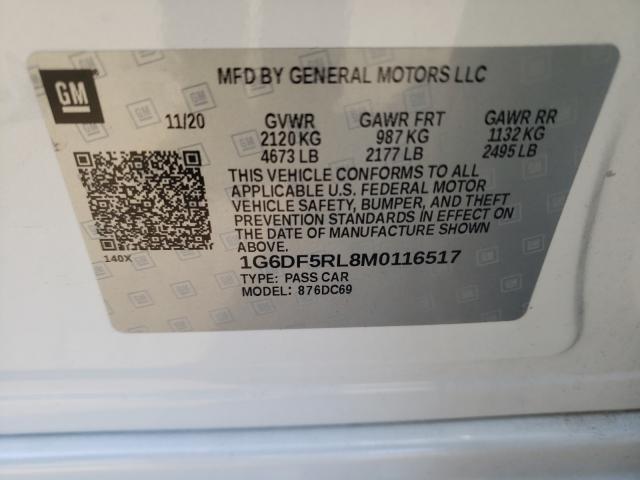 GM
MFD BY GENERAL MOTORS LLC
11/20 GVWR GAWR FRT GAWR RR
2120 KG 987 KG 1132 KG
4673 LB 2177 LB 2495 LB
THIS VEHICLE CONFORMS TO ALL
APPLICABLE U.S. FEDERAL MOTOR
VEHICLE SAFETY, BUMPER, AND THEFT
PREVENTION STANDARDS IN EFFECT ON
THE DATE OF MANUFACTURE SHOWN
ABOVE.
140X
1G6DF5RL8M0116517
TYPE: PASS CAR
MODEL: 876DC69